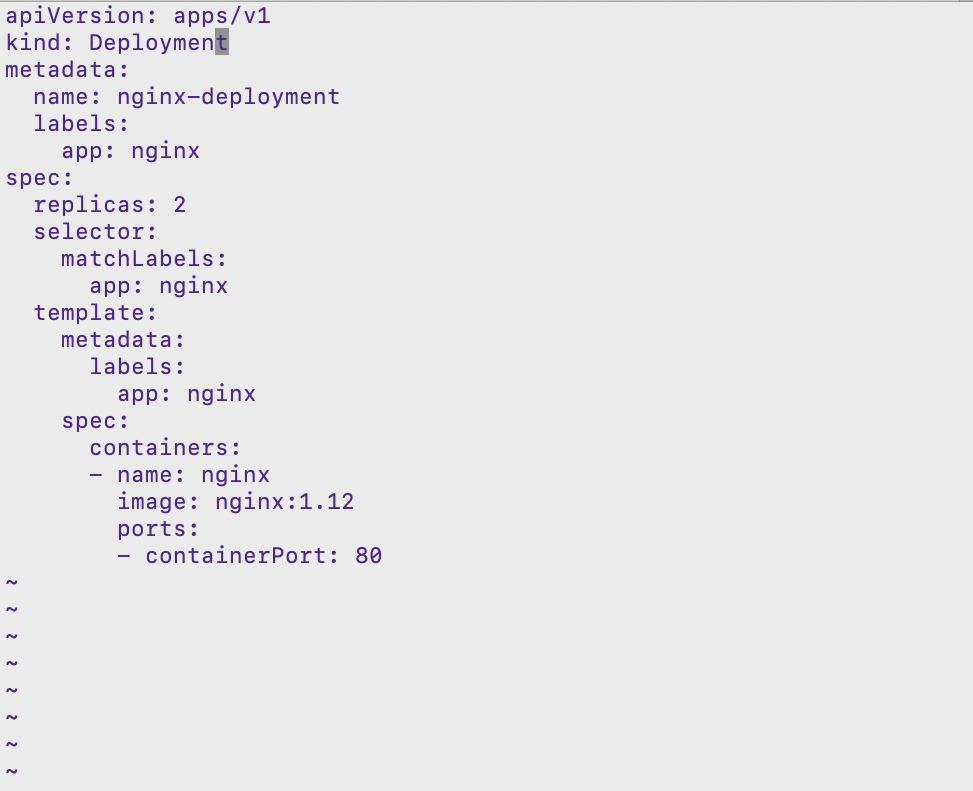 apiVersion: apps/v1
kind: Deployment
metadata:
  name: nginx-deployment
  labels:
    app: nginx
spec:
  replicas: 2
  selector:
    matchLabels:
      app: nginx
  template:
    metadata:
      labels:
        app: nginx
    spec:
      containers:
      - name: nginx
        image: nginx:1.12
        ports:
        - containerPort: 80
~
~
~
~
~
~
~
~